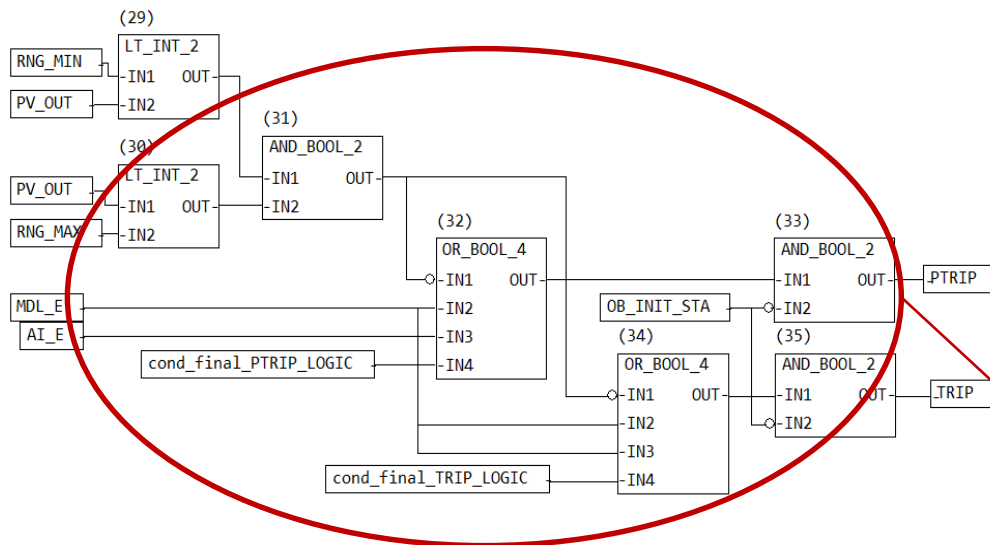 (29)
LT_INT_2
RNG_MIN
IN1 OUT
PV_OUT
IN2
(31)
(30)
AND_BOOL_2
LT_INT_2
PV_OUT
IN1 OUT
IN2
IN1 OUT
RNG_MAX
IN2
(32)
OR_BOOL_4
(33)
AND_BOOL_2
IN1 OUT
IN1 OUT
PTRIP
MDL_E
IN2
OB_INIT_STA
IN2
AI_E
IN3
(34)
(35)
cond_final_PTRIP_LOGIC
IN4
OR_BOOL_4
AND_BOOL_2
IN1 OUT
IN1 OUT
TRIP
IN2
IN2
IN3
cond_final_TRIP_LOGIC
IN4